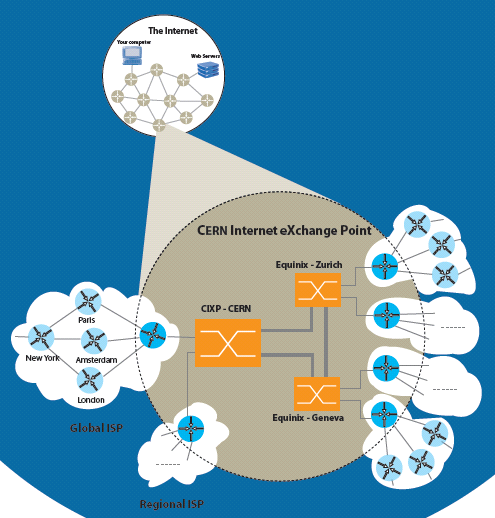 The Internet
Your computer
Web Servers
CERN Internet eXchange Point
Equinix - Zurich
CIXP - CERN
Paris
New York
Amsterdam
London
Equinix - Geneva
Global ISP
Regional ISP